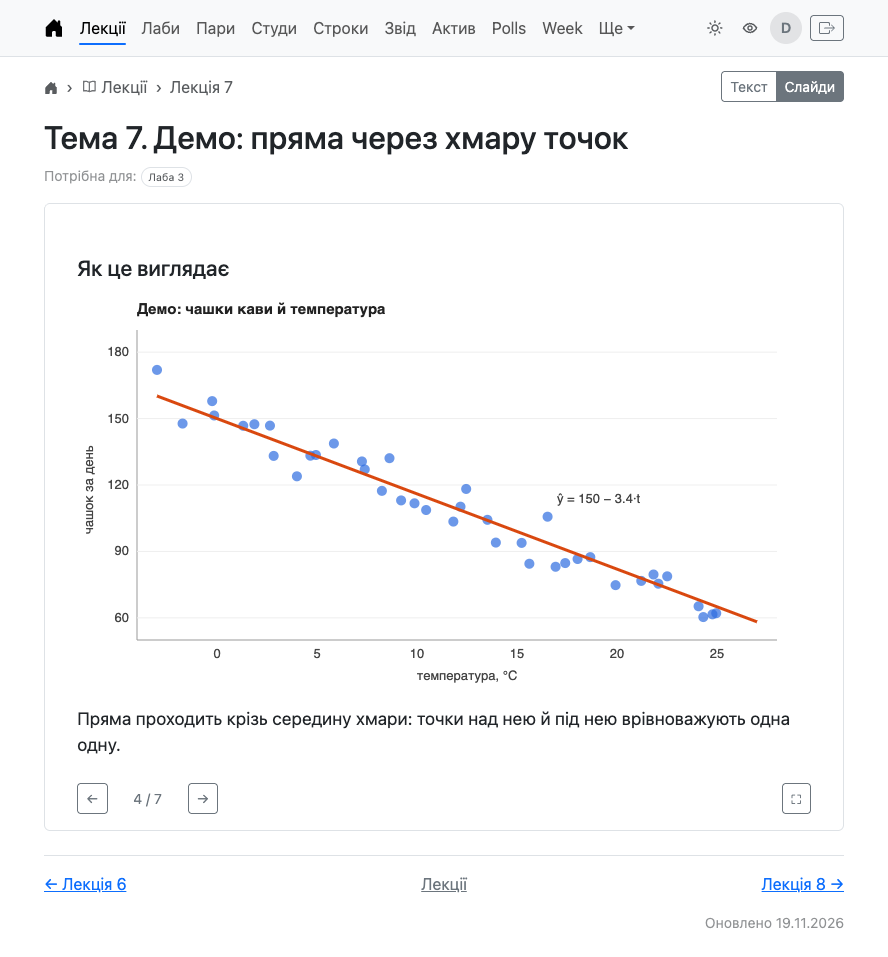 Лекції Лаби Пари Студи Строки Звід Актив Polls Week Ще D
› Лекції › Лекція 7
Текст Слайди
Тема 7. Демо: пряма через хмару точок
Потрібна для: Лаба 3
Як це виглядає
Демо: чашки кави й температура
180
150
120
90
60
чашок за день
ŷ = 150 − 3.4·t
0 5 10 15 20 25
температура, °C
Пряма проходить крізь середину хмари: точки над нею й під нею врівноважують одна
одну.
← 4 / 7 →
← Лекція 6 Лекції Лекція 8 →
Оновлено 19.11.2026